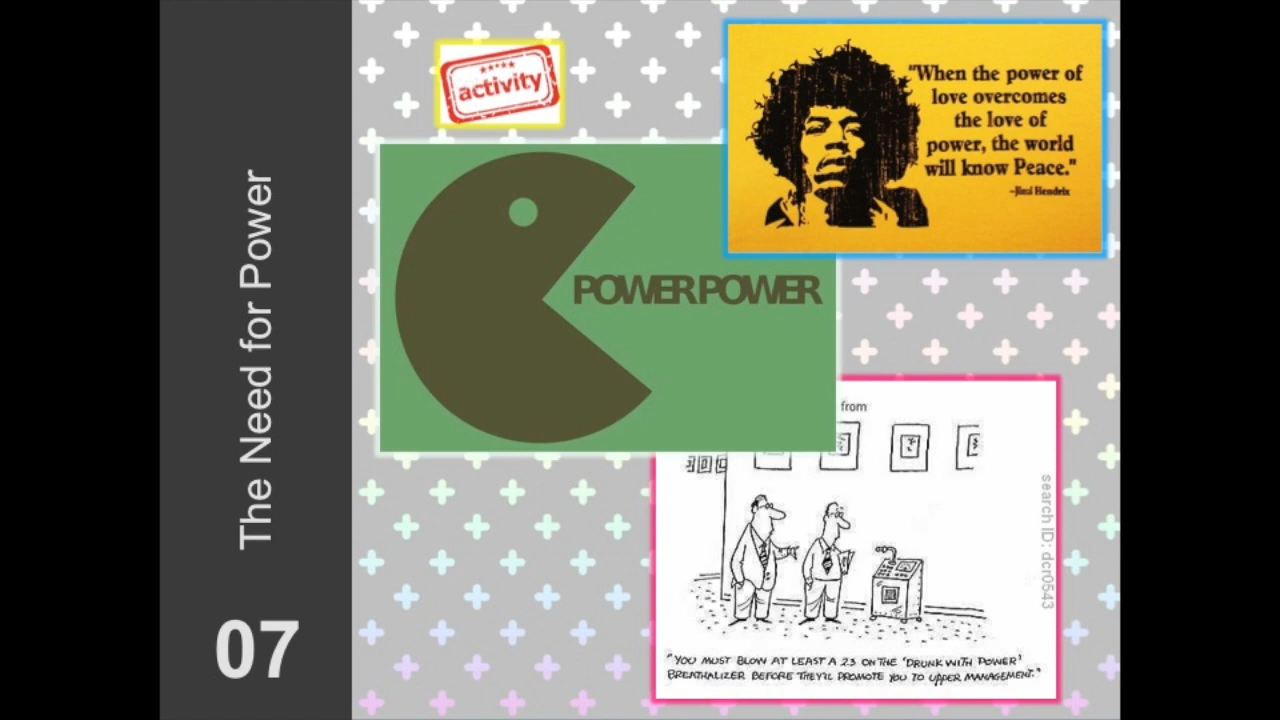 The Need for Power
07
activity
"When the power of
love overcomes
the love of
power, the world
will know Peace."
-Jimi Hendrix
POWERPOWER
from
search ID: dcr0543
"YOU MUST BLOW AT LEAST A 23 ON THE 'DRUNK WITH POWER'
BREATHALIZER BEFORE THEY'LL PROMOTE YOU TO UPPER MANAGEMENT."